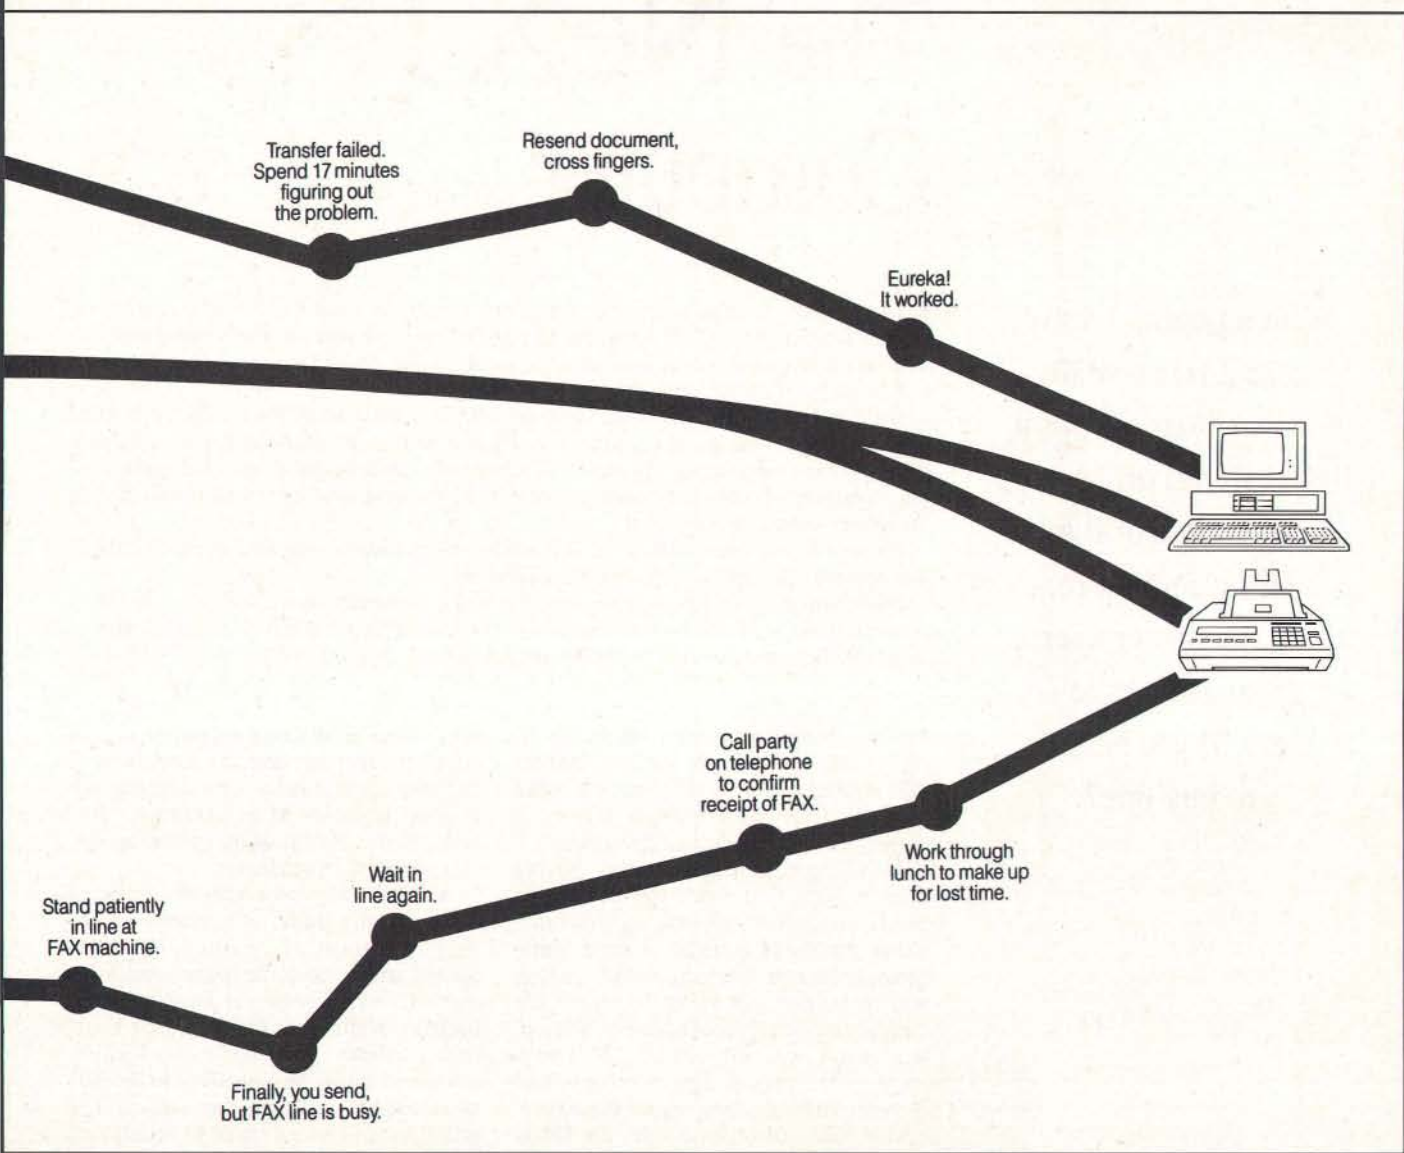 Transfer failed.
Spend 17 minutes
figuring out
the problem.
Resend document,
cross fingers.
Eureka!
It worked.
Call party
on telephone
to confirm
receipt of FAX.
Work through
lunch to make up
for lost time.
Wait in
line again.
Stand patiently
in line at
FAX machine.
Finally, you send,
but FAX line is busy.